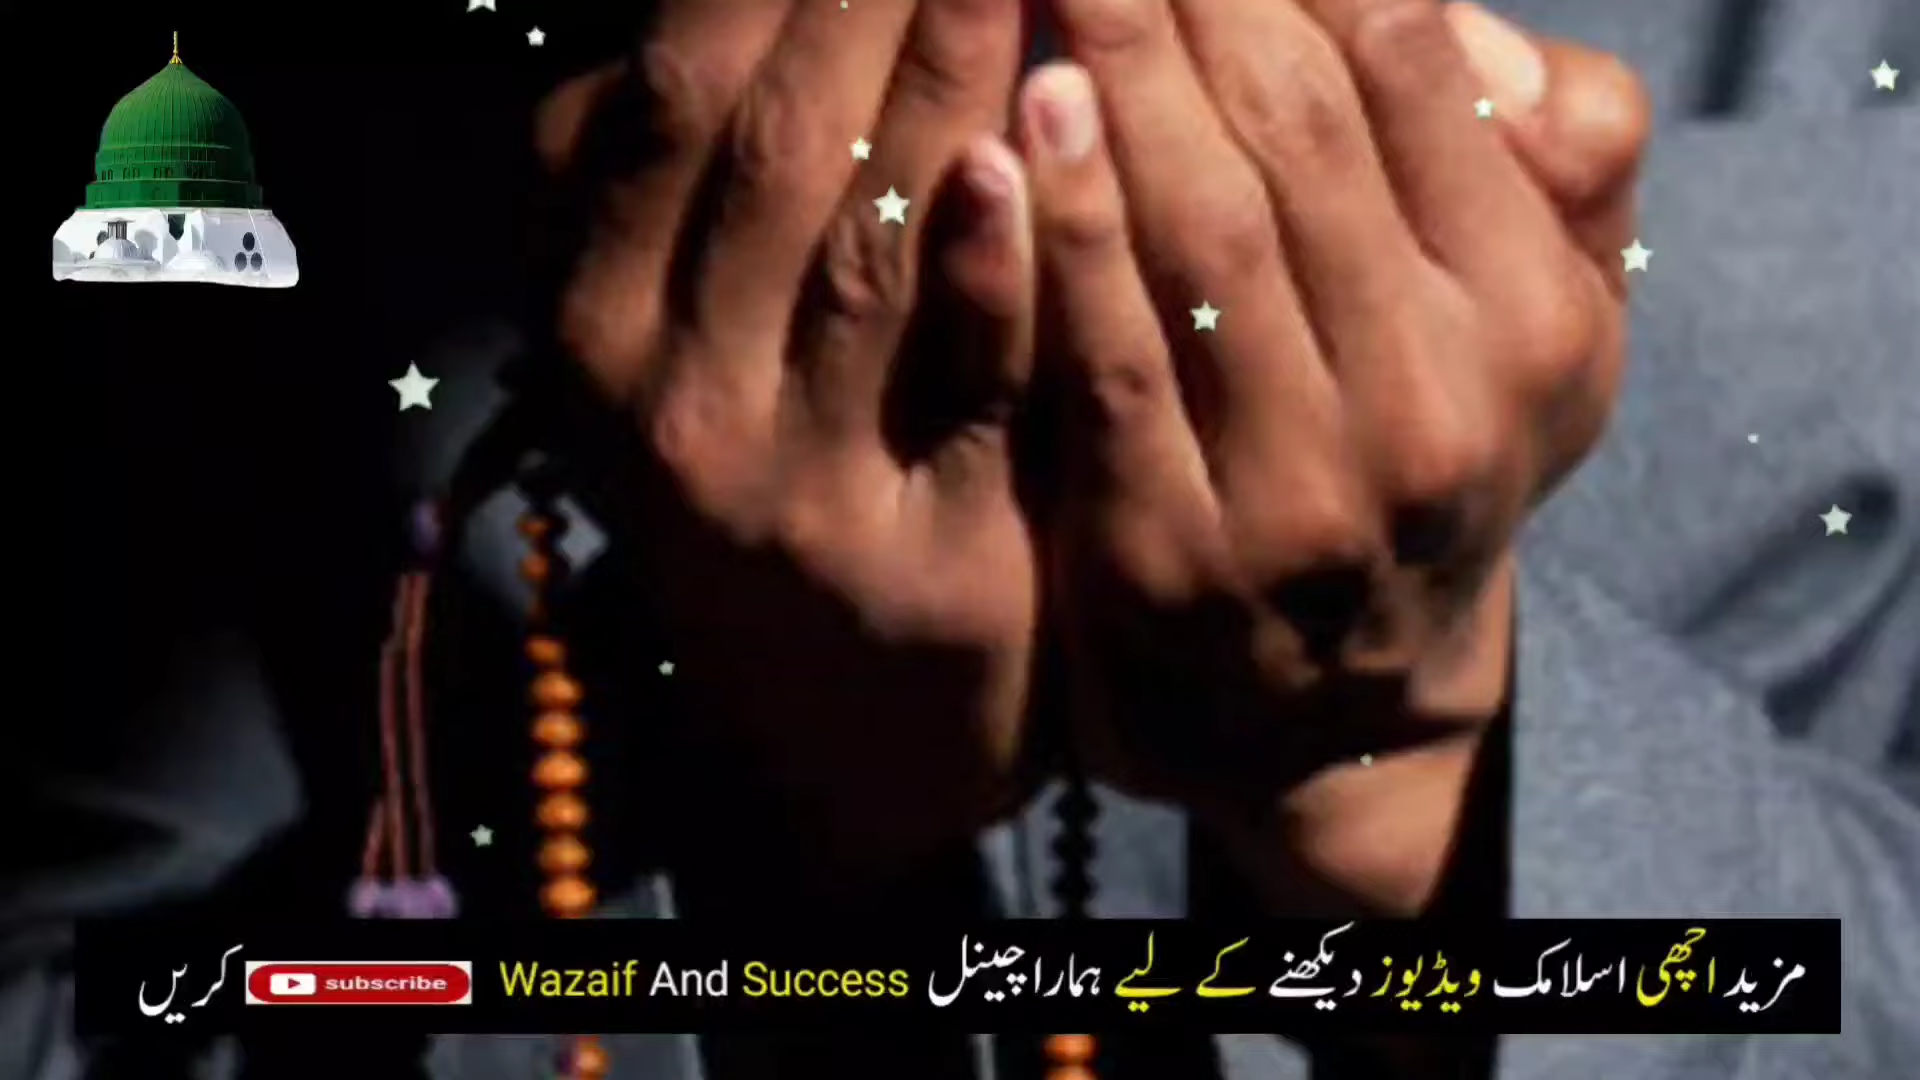 مزید اچھی اسلامک ویڈیوز دیکھنے کے لیے ہمارا چینل Wazaif And Success subscribe کریں